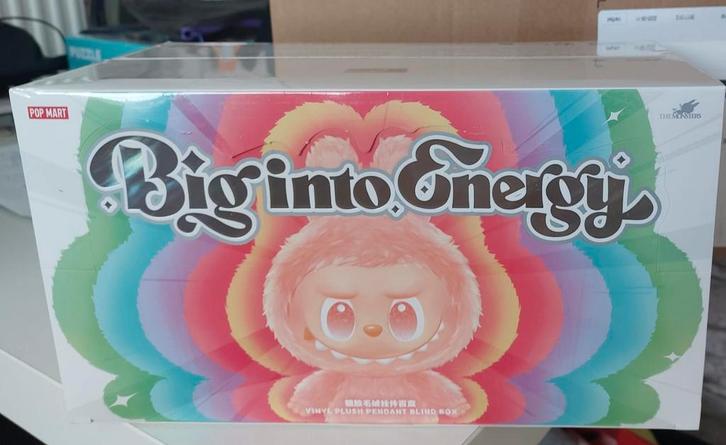 PUZZLE
POP MART
THE MONSTERS
Big into Energy
搪胶毛绒挂件盲盒
VINYL PLUSH PENDANT BLIND BOX